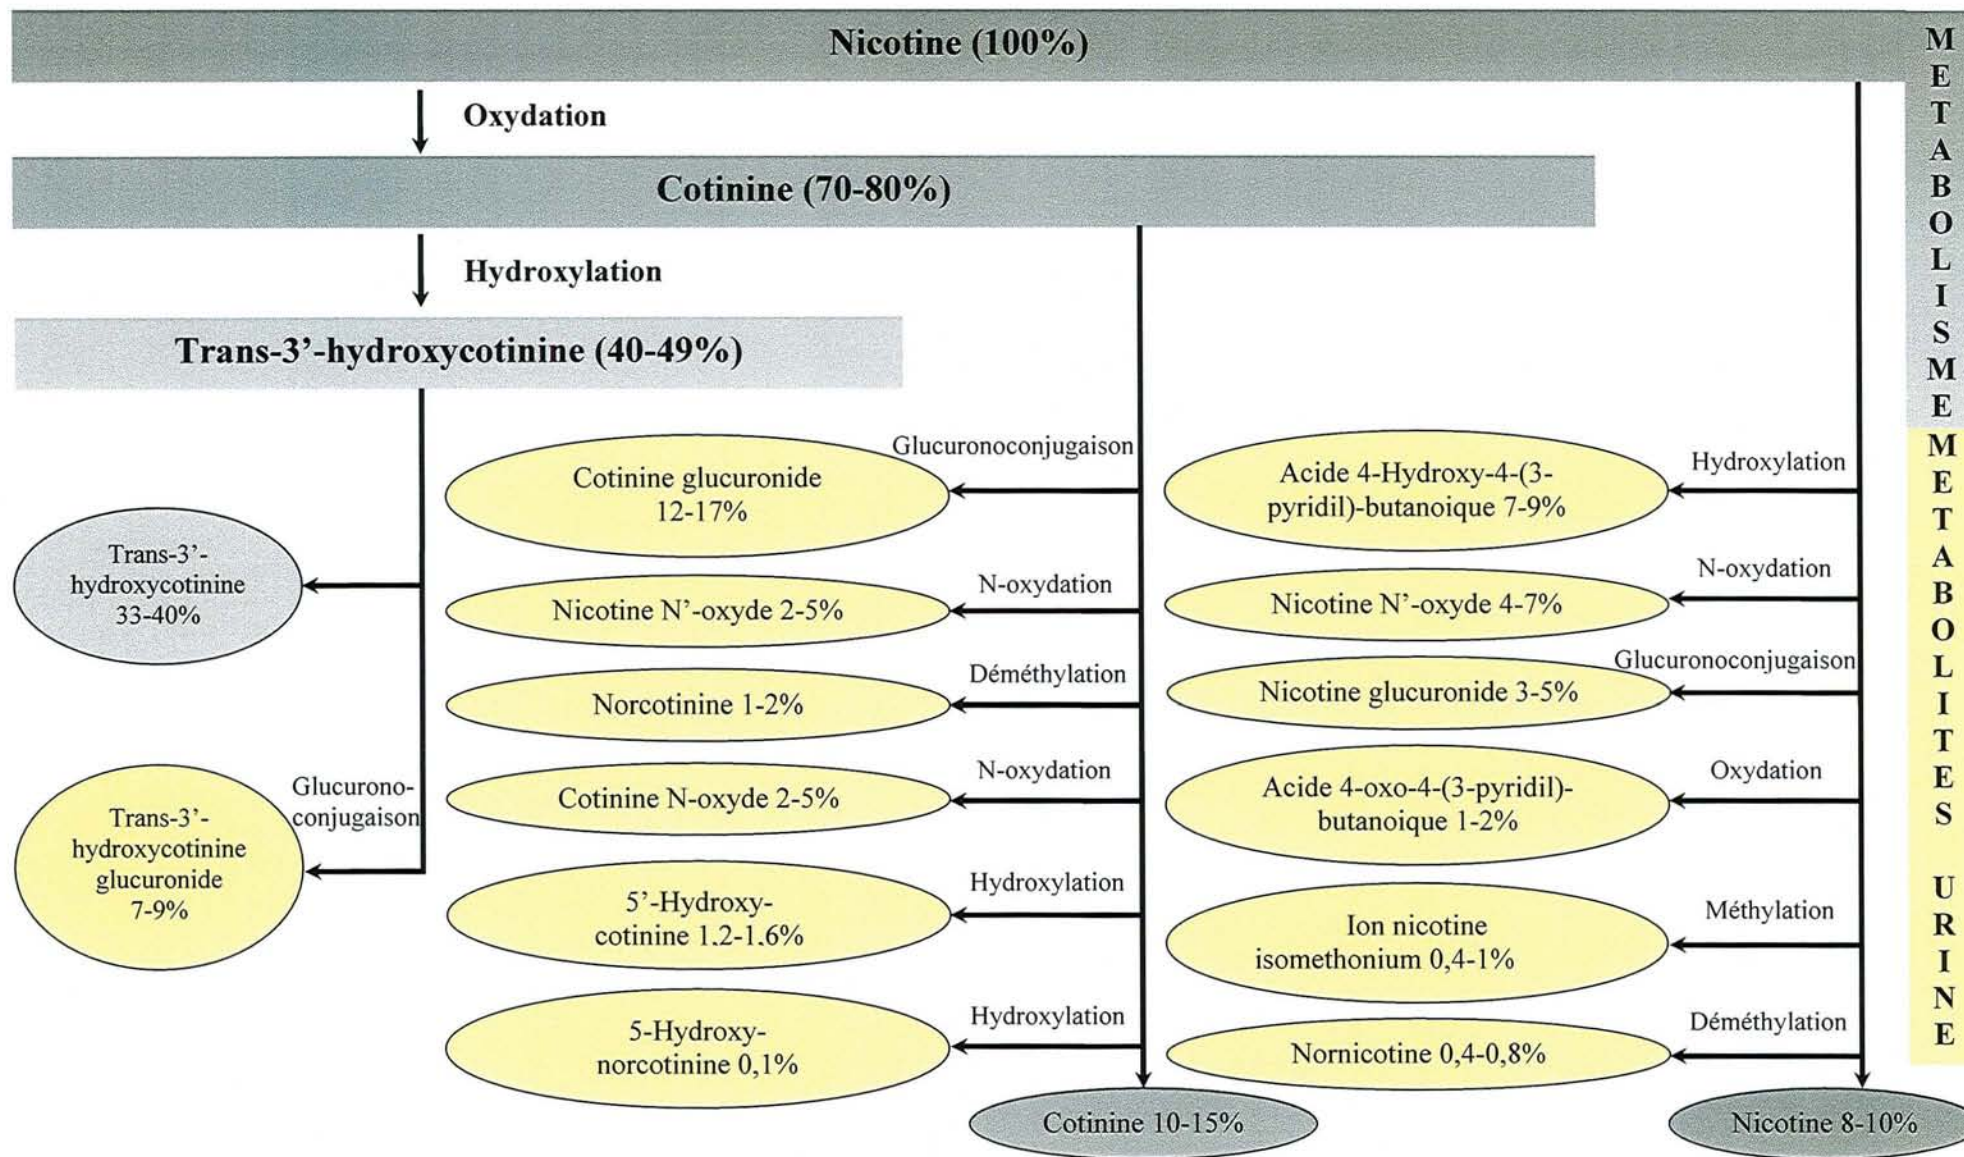 Nicotine (100%)
Oxydation
Cotinine (70-80%)
Hydroxylation
Trans-3’-hydroxycotinine (40-49%)
Trans-3’-
hydroxycotinine
33-40%
Glucurono-
conjugaison
Trans-3’-
hydroxycotinine
glucuronide
7-9%
Glucuronoconjugaison
Cotinine glucuronide
12-17%
N-oxydation
Nicotine N’-oxyde 2-5%
Déméthylation
Norcotinine 1-2%
N-oxydation
Cotinine N-oxyde 2-5%
Hydroxylation
5’-Hydroxy-
cotinine 1,2-1,6%
Hydroxylation
5-Hydroxy-
norcotinine 0,1%
Cotinine 10-15%
Hydroxylation
Acide 4-Hydroxy-4-(3-
pyridil)-butanoique 7-9%
N-oxydation
Nicotine N’-oxyde 4-7%
Glucuronoconjugaison
Nicotine glucuronide 3-5%
Oxydation
Acide 4-oxo-4-(3-pyridil)-
butanoique 1-2%
Méthylation
Ion nicotine
isomethonium 0,4-1%
Déméthylation
Nornicotine 0,4-0,8%
Nicotine 8-10%
METABOLISME
METABOLITES URINE